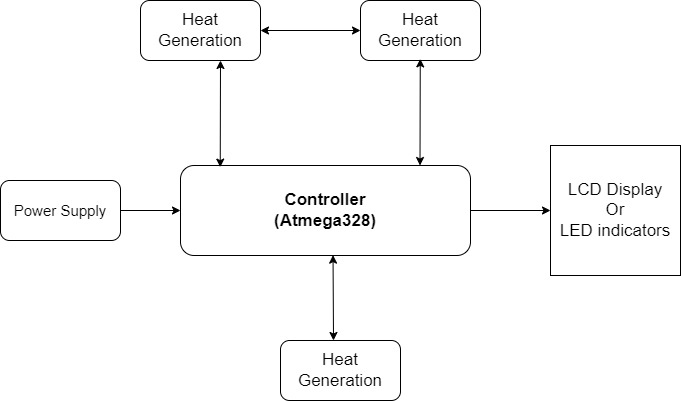 Heat
Generation
Heat
Generation
Power Supply
Controller
(Atmega328)
LCD Display
Or
LED indicators
Heat
Generation